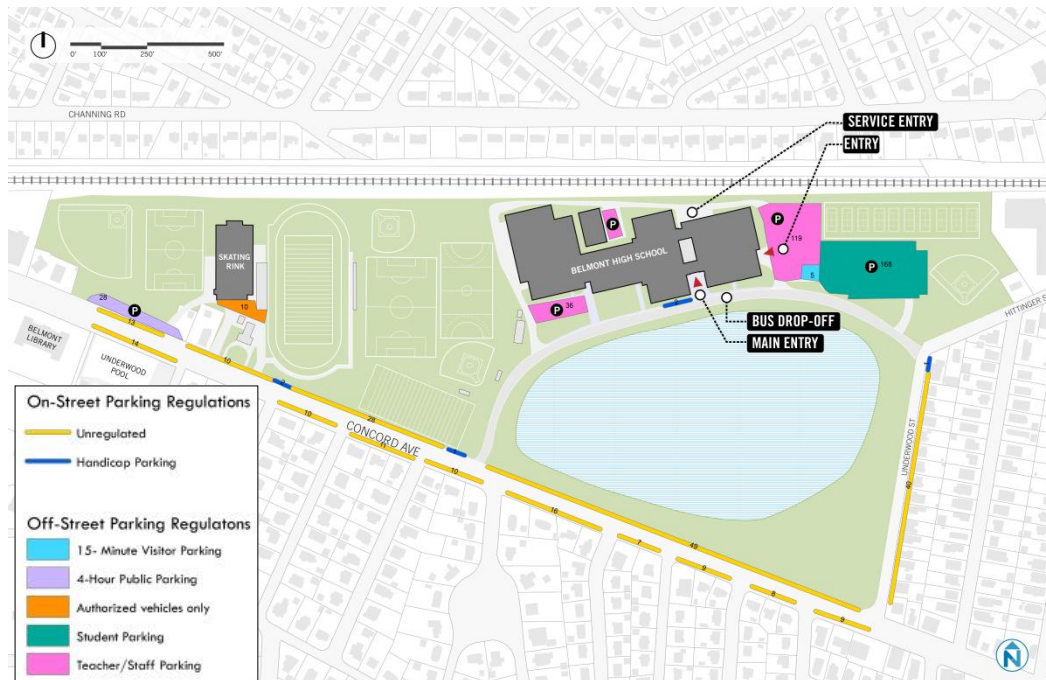 0'
100'
250'
500'
CHANNING RD
SERVICE ENTRY
ENTRY
P
P
119
SKATING
RINK
BELMONT HIGH SCHOOL
5
P
168
28
P
10
P
36
HITTINGER S
13
14
BELMONT
LIBRARY
UNDERWOOD
POOL
BUS DROP-OFF
MAIN ENTRY
10
28
10
CONCORD AVE
10
16
7
49
9
8
9
UNDERWOOD ST
40
On-Street Parking Regulations
Unregulated
Handicap Parking
Off-Street Parking Regulatons
15- Minute Visitor Parking
4-Hour Public Parking
Authorized vehicles only
Student Parking
Teacher/Staff Parking
N